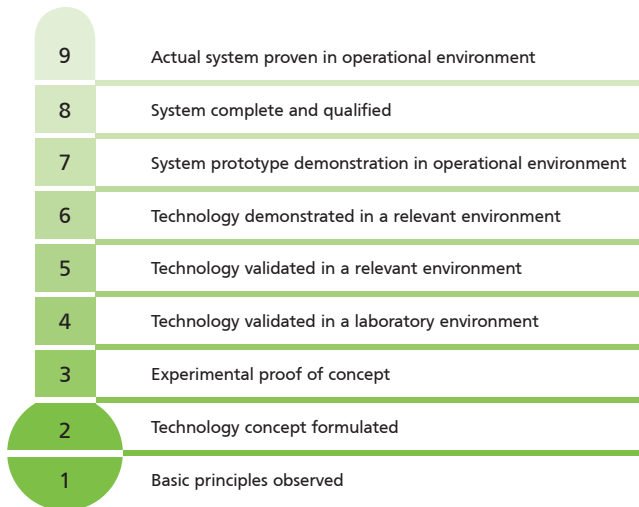 9 Actual system proven in operational environment
8 System complete and qualified
7 System prototype demonstration in operational environment
6 Technology demonstrated in a relevant environment
5 Technology validated in a relevant environment
4 Technology validated in a laboratory environment
3 Experimental proof of concept
2 Technology concept formulated
1 Basic principles observed